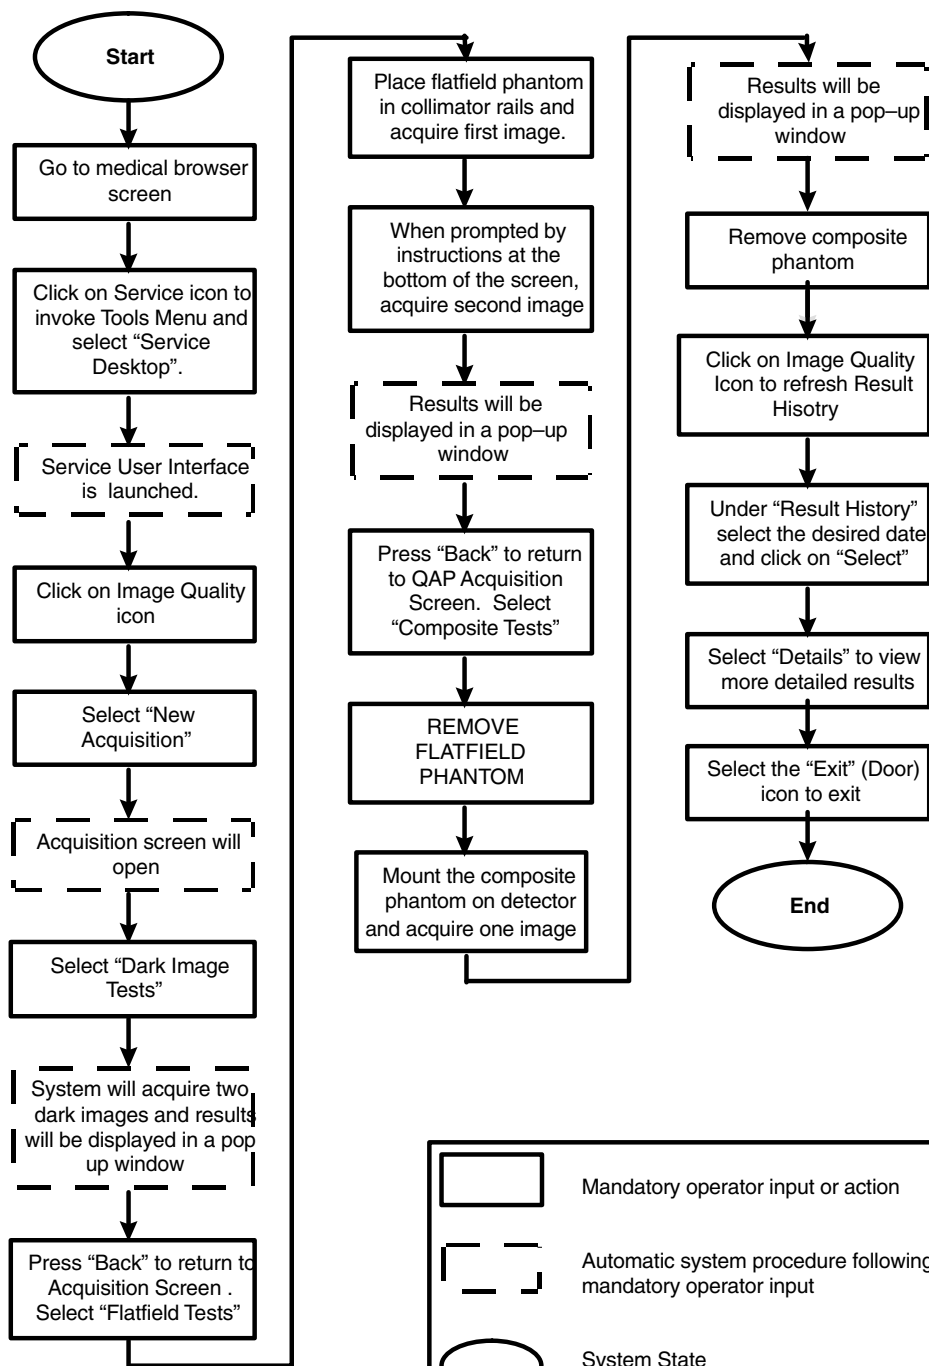 Start
Go to medical browser
screen
Click on Service icon to
invoke Tools Menu and
select “Service
Desktop”.
Service User Interface
is launched.
Click on Image Quality
icon
Select “New
Acquisition”
Acquisition screen will
open
Select “Dark Image
Tests”
System will acquire two
dark images and results
will be displayed in a pop
up window
Press “Back” to return to
Acquisition Screen .
Select “Flatfield Tests”
Place flatfield phantom
in collimator rails and
acquire first image.
When prompted by
instructions at the
bottom of the screen,
acquire second image
Results will be
displayed in a pop–up
window
Press “Back” to return
to QAP Acquisition
Screen. Select
“Composite Tests”
REMOVE
FLATFIELD
PHANTOM
Mount the composite
phantom on detector
and acquire one image
Results will be
displayed in a pop–up
window
Remove composite
phantom
Click on Image Quality
Icon to refresh Result
Hisotry
Under “Result History”
select the desired date
and click on “Select”
Select “Details” to view
more detailed results
Select the “Exit” (Door)
icon to exit
End
Mandatory operator input or action
Automatic system procedure following
mandatory operator input
System State